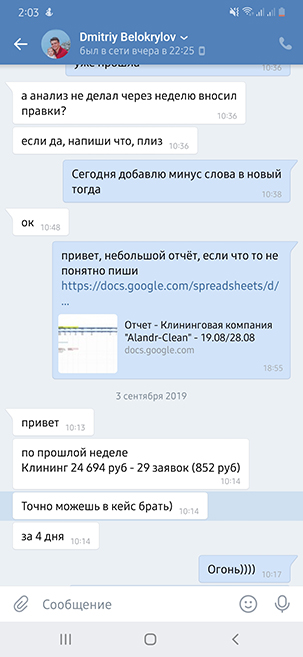 2:03
Dmitriy Belokrylov
был в сети вчера в 22:25
уже прошла
10:36
а анализ не делал через неделю вносил
правки?
10:36
если да, напиши что, плиз
10:36
Сегодня добавлю минус слова в новый
тогда
10:38
ок
10:48
привет, небольшой отчёт, если что то не
понятно пиши
https://docs.google.com/spreadsheets/d/
...
Отчет - Клининговая компания
"Alandr-Clean" - 19.08/28.08
docs.google.com
18:55
3 сентября 2019
привет
10:13
по прошлой неделе
Клининг 24 694 руб - 29 заявок (852 руб)
10:14
Точно можешь в кейс брать)
10:14
за 4 дня
10:14
Огонь))))
10:17
Сообщение